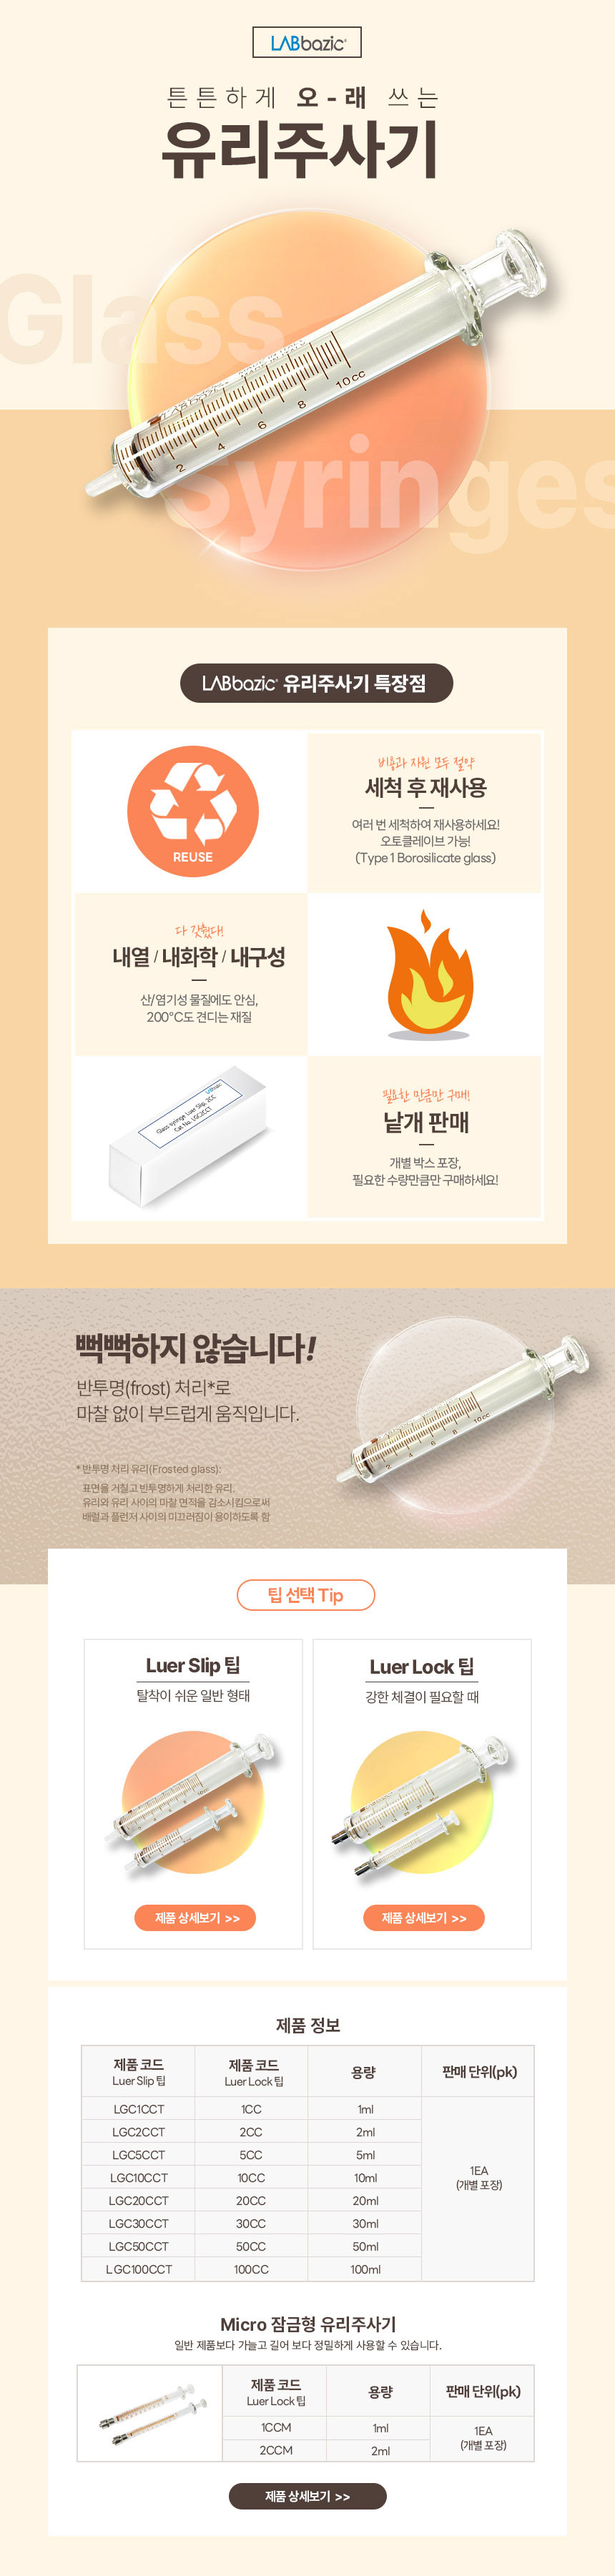 LABbazic
튼튼하게 오-래 쓰는
유리주사기
Glass
Syringes
2 4 6 8 10cc
LABbazic 유리주사기 특장점
REUSE
비용과 자원 모두 절약
세척 후 재사용
여러 번 세척하여 재사용하세요!
오토클레이브 가능!
(Type 1 Borosilicate glass)
다 갖췄다!
내열 / 내화학 / 내구성
산/염기성 물질에도 안심,
200°C도 견디는 재질
LABbazic
Glass syringe Luer Slip, 2CC
Cat No. LGC2CCT
필요한 만큼만 구매!
낱개 판매
개별 박스 포장,
필요한 수량만큼만 구매하세요!
뻑뻑하지 않습니다!
반투명(frost) 처리*로
마찰 없이 부드럽게 움직입니다.
2 4 6 8 10cc
* 반투명 처리 유리(Frosted glass):
표면을 거칠고 반투명하게 처리한 유리.
유리와 유리 사이의 마찰 면적을 감소시킴으로써
배럴과 플런저 사이의 미끄러짐이 용이하도록 함
팁 선택 Tip
Luer Slip 팁
탈착이 쉬운 일반 형태
제품 상세보기 >>
Luer Lock 팁
강한 체결이 필요할 때
제품 상세보기 >>
제품 정보
제품 코드 Luer Slip 팁 제품 코드 Luer Lock 팁 용량 판매 단위(pk)
LGC1CCT 1CC 1ml
LGC2CCT 2CC 2ml
LGC5CCT 5CC 5ml
LGC10CCT 10CC 10ml
LGC20CCT 20CC 20ml
LGC30CCT 30CC 30ml
LGC50CCT 50CC 50ml
LGC100CCT 100CC 100ml
1EA
(개별 포장)
Micro 잠금형 유리주사기
일반 제품보다 가늘고 길어 보다 정밀하게 사용할 수 있습니다.
제품 코드 Luer Lock 팁 용량 판매 단위(pk)
1CCM 1ml
2CCM 2ml
1EA
(개별 포장)
제품 상세보기 >>